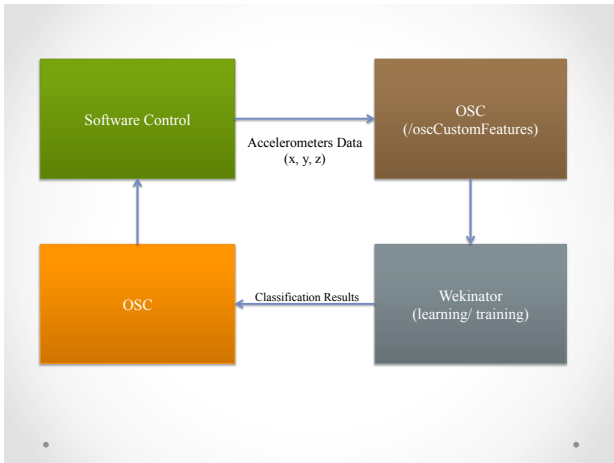 Software Control
Accelerometers Data
(x, y, z)
OSC
(/oscCustomFeatures)
OSC
Classification Results
Wekinator
(learning/ training)